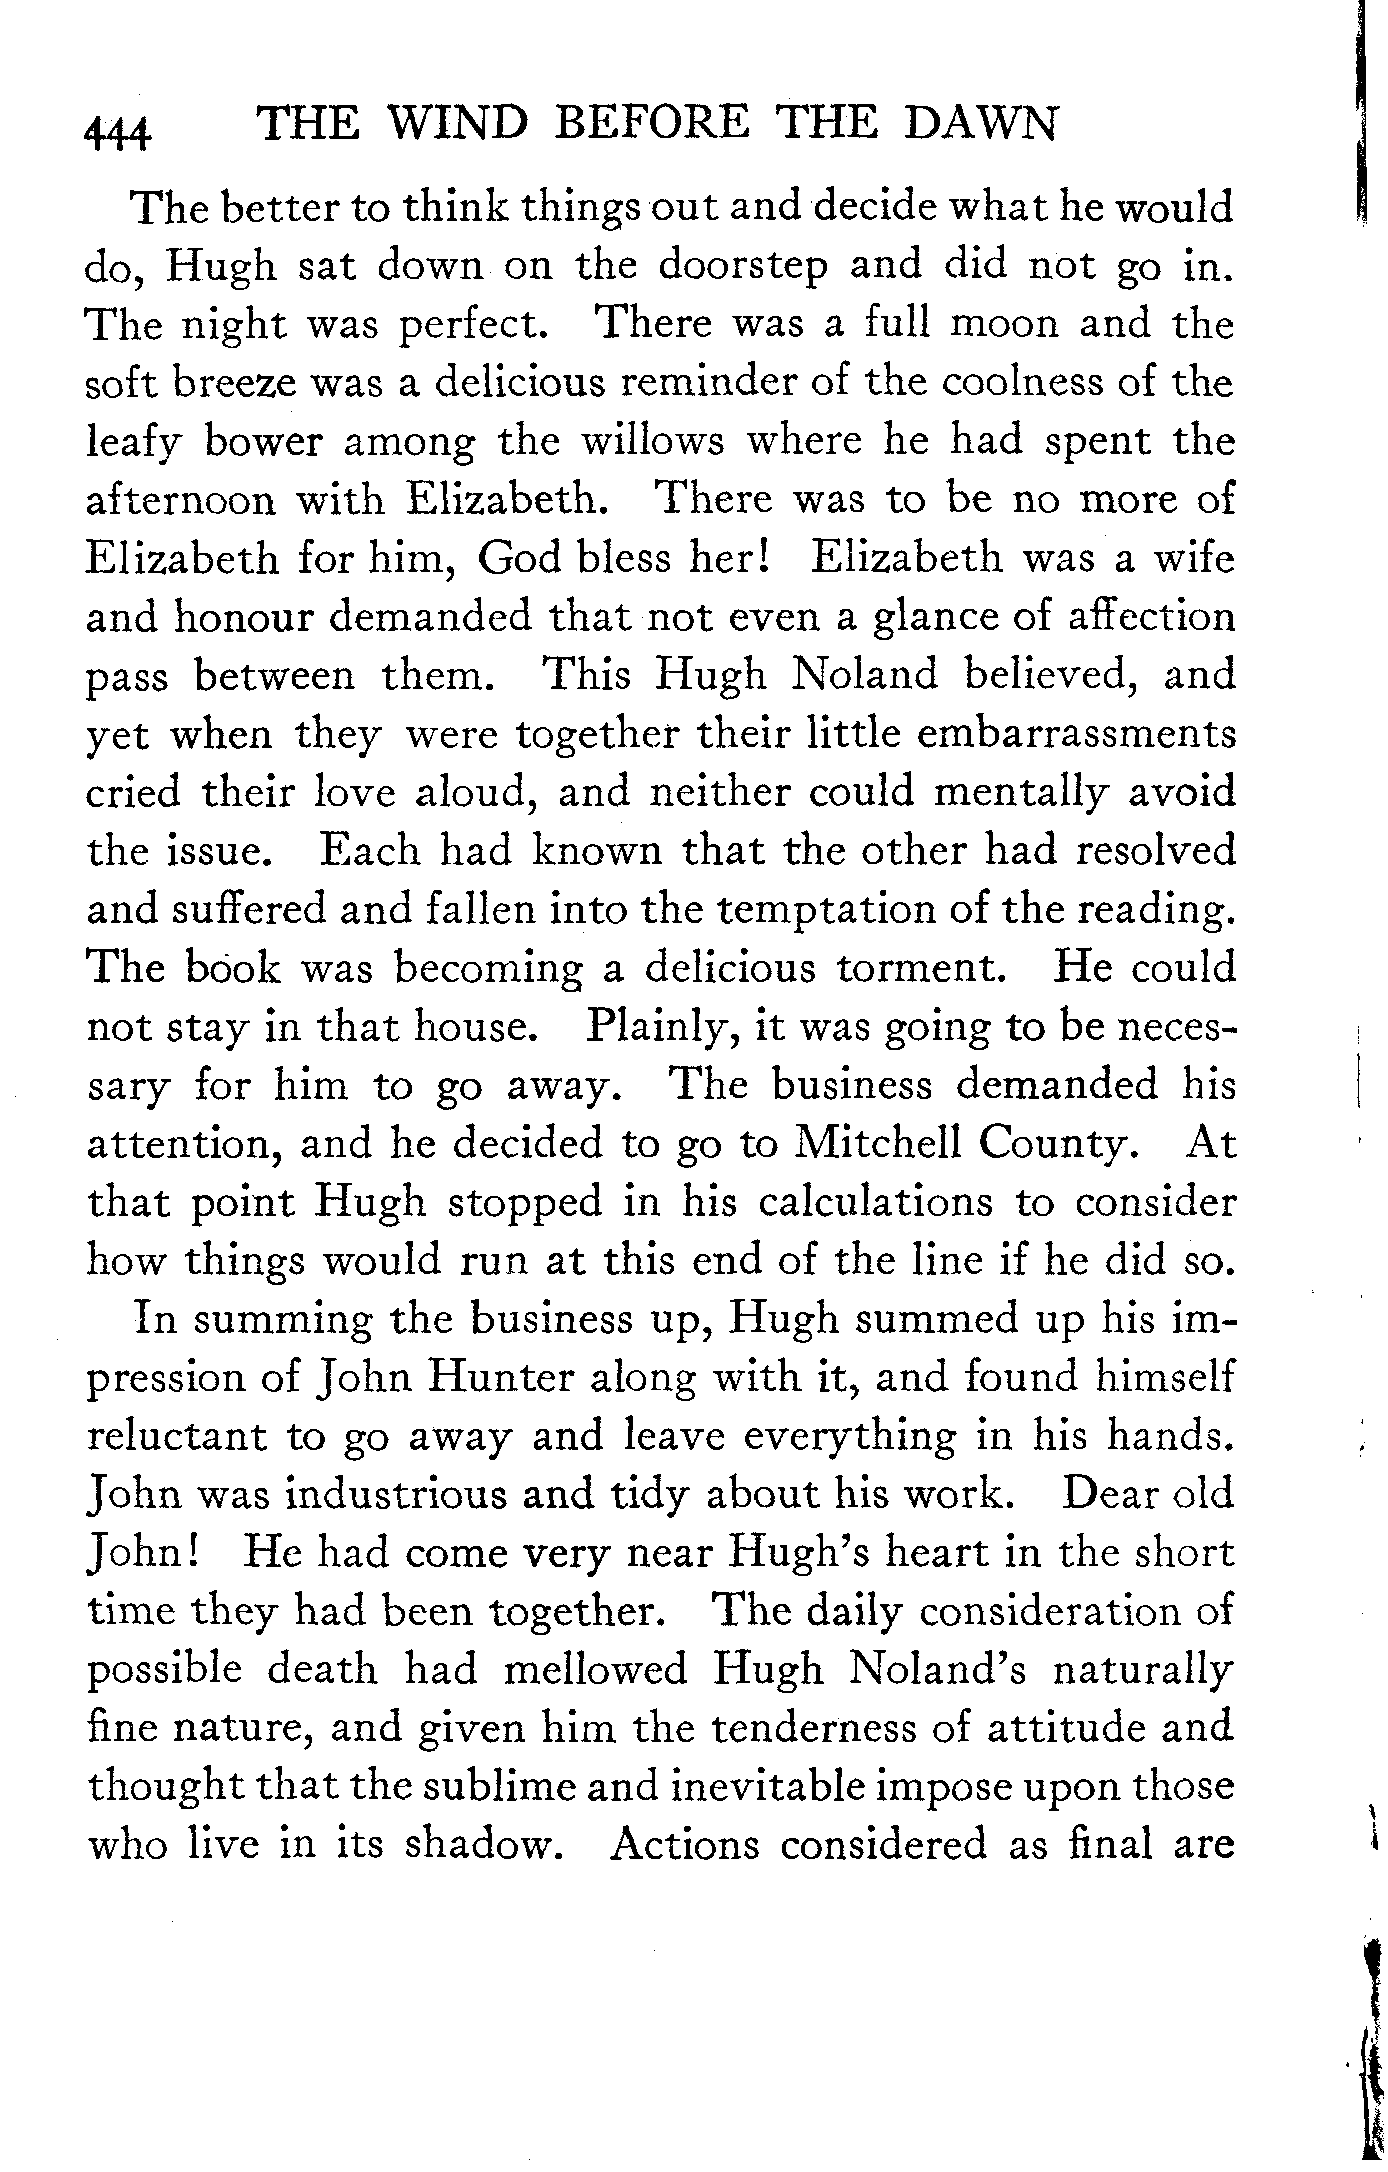 444 THE WIND BEFORE THE DAWN
The better to think things out and decide what he would
do, Hugh sat down on the doorstep and did not go in.
The night was perfect. There was a full moon and the
soft breeze was a delicious reminder of the coolness of the
leafy bower among the willows where he had spent the
afternoon with Elizabeth. There was to be no more of
Elizabeth for him, God bless her! Elizabeth was a wife
and honour demanded that not even a glance of affection
pass between them. This Hugh Noland believed, and
yet when they were together their little embarrassments
cried their love aloud, and neither could mentally avoid
the issue. Each had known that the other had resolved
and suffered and fallen into the temptation of the reading.
The book was becoming a delicious torment. He could
not stay in that house. Plainly, it was going to be neces-
sary for him to go away. The business demanded his
attention, and he decided to go to Mitchell County. At
that point Hugh stopped in his calculations to consider
how things would run at this end of the line if he did so.
In summing the business up, Hugh summed up his im-
pression of John Hunter along with it, and found himself
reluctant to go away and leave everything in his hands.
John was industrious and tidy about his work. Dear old
John! He had come very near Hugh's heart in the short
time they had been together. The daily consideration of
possible death had mellowed Hugh Noland's naturally
fine nature, and given him the tenderness of attitude and
thought that the sublime and inevitable impose upon those
who live in its shadow. Actions considered as final are